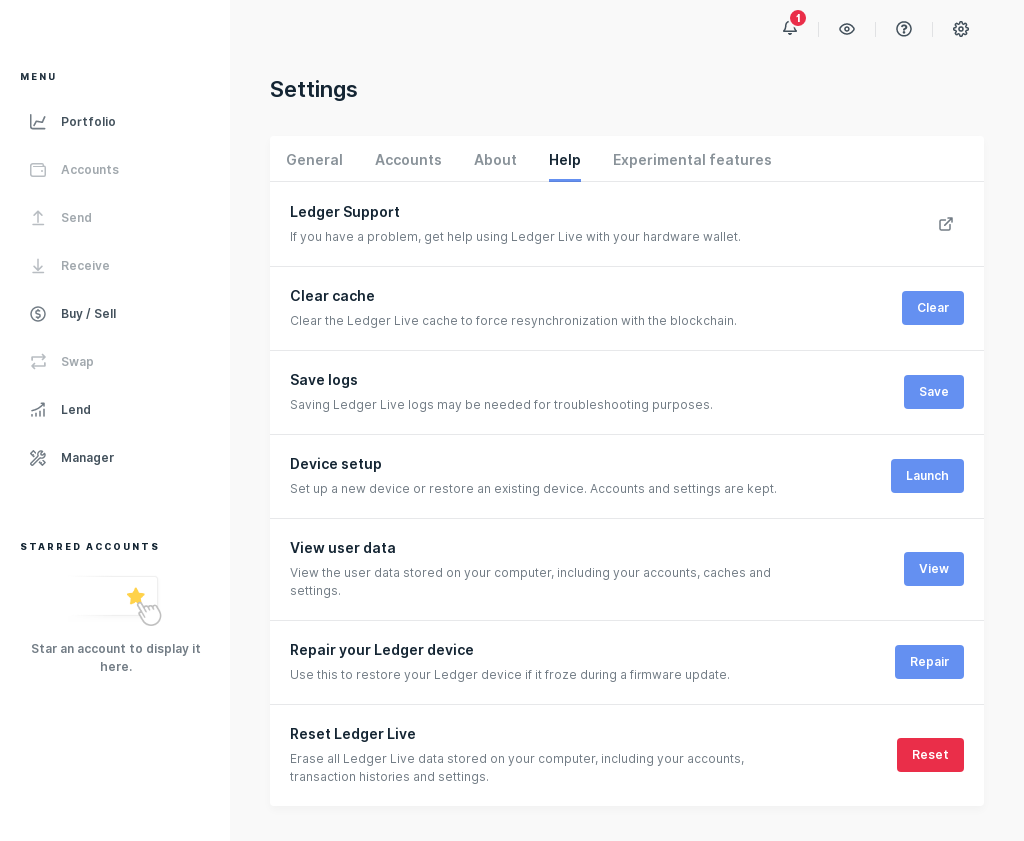 1
MENU
Portfolio
Accounts
Send
Receive
Buy / Sell
Swap
Lend
Manager
STARRED ACCOUNTS
Star an account to display it
here.
Settings
General Accounts About Help Experimental features
Ledger Support
If you have a problem, get help using Ledger Live with your hardware wallet.
Clear cache
Clear the Ledger Live cache to force resynchronization with the blockchain.
Clear
Save logs
Saving Ledger Live logs may be needed for troubleshooting purposes.
Save
Device setup
Set up a new device or restore an existing device. Accounts and settings are kept.
Launch
View user data
View the user data stored on your computer, including your accounts, caches and
settings.
View
Repair your Ledger device
Use this to restore your Ledger device if it froze during a firmware update.
Repair
Reset Ledger Live
Erase all Ledger Live data stored on your computer, including your accounts,
transaction histories and settings.
Reset